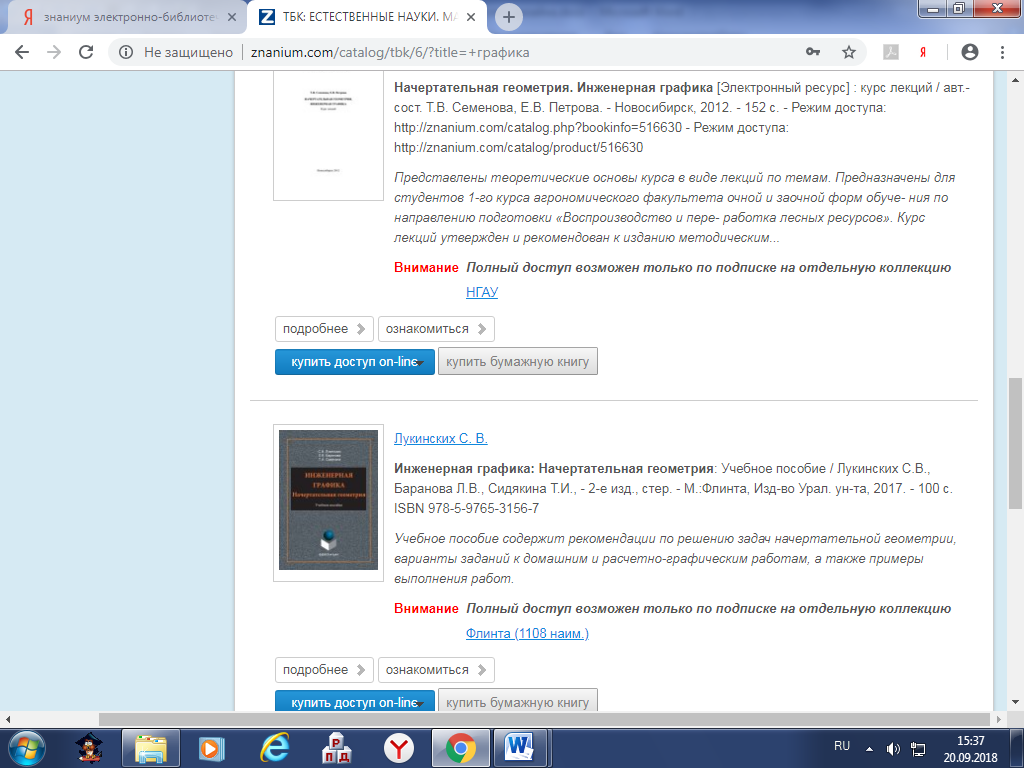 знаниум электронно-библиоте
ТБК: ЕСТЕСТВЕННЫЕ НАУКИ. МА
Не защищено
znanium.com/catalog/tbk/6/?title=+графика
Начертательная геометрия. Инженерная графика [Электронный ресурс] : курс лекций / авт.-
сост. Т.В. Семенова, Е.В. Петрова. - Новосибирск, 2012. - 152 с. - Режим доступа:
http://znanium.com/catalog.php?bookinfo=516630 - Режим доступа:
http://znanium.com/catalog/product/516630
Представлены теоретические основы курса в виде лекций по темам. Предназначены для
студентов 1-го курса агрономического факультета очной и заочной форм обуче- ния по
направлению подготовки «Воспроизводство и пере- работка лесных ресурсов». Курс
лекций утвержден и рекомендован к изданию методическим...
Внимание Полный доступ возможен только по подписке на отдельную коллекцию
НГАУ
подробнее ознакомиться
купить доступ on-line купить бумажную книгу
Лукинских С. В.
Инженерная графика: Начертательная геометрия: Учебное пособие / Лукинских С.В.,
Баранова Л.В., Сидякина Т.И., - 2-е изд., стер. - М.:Флинта, Изд-во Урал. ун-та, 2017. - 100 с.
ISBN 978-5-9765-3156-7
ИНЖЕНЕРНАЯ
ГРАФИКА
Начертательная геометрия
Учебное пособие содержит рекомендации по решению задач начертательной геометрии,
варианты заданий к домашним и расчетно-графическим работам, а также примеры
выполнения работ.
Внимание Полный доступ возможен только по подписке на отдельную коллекцию
Флинта (1108 наим.)
подробнее ознакомиться
купить доступ on-line купить бумажную книгу
RU
15:37
20.09.2018